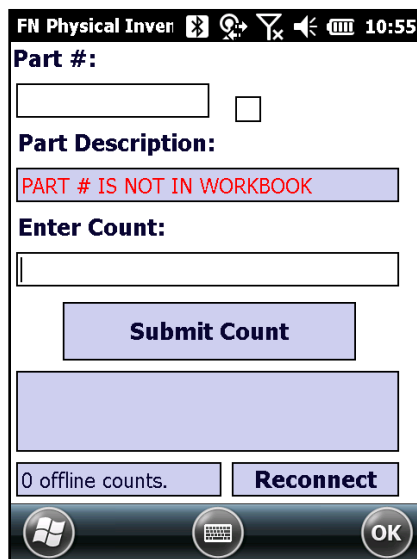 FN Physical Inver 10:55
Part #:
Part Description:
PART # IS NOT IN WORKBOOK
Enter Count:
Submit Count
0 offline counts. Reconnect
OK